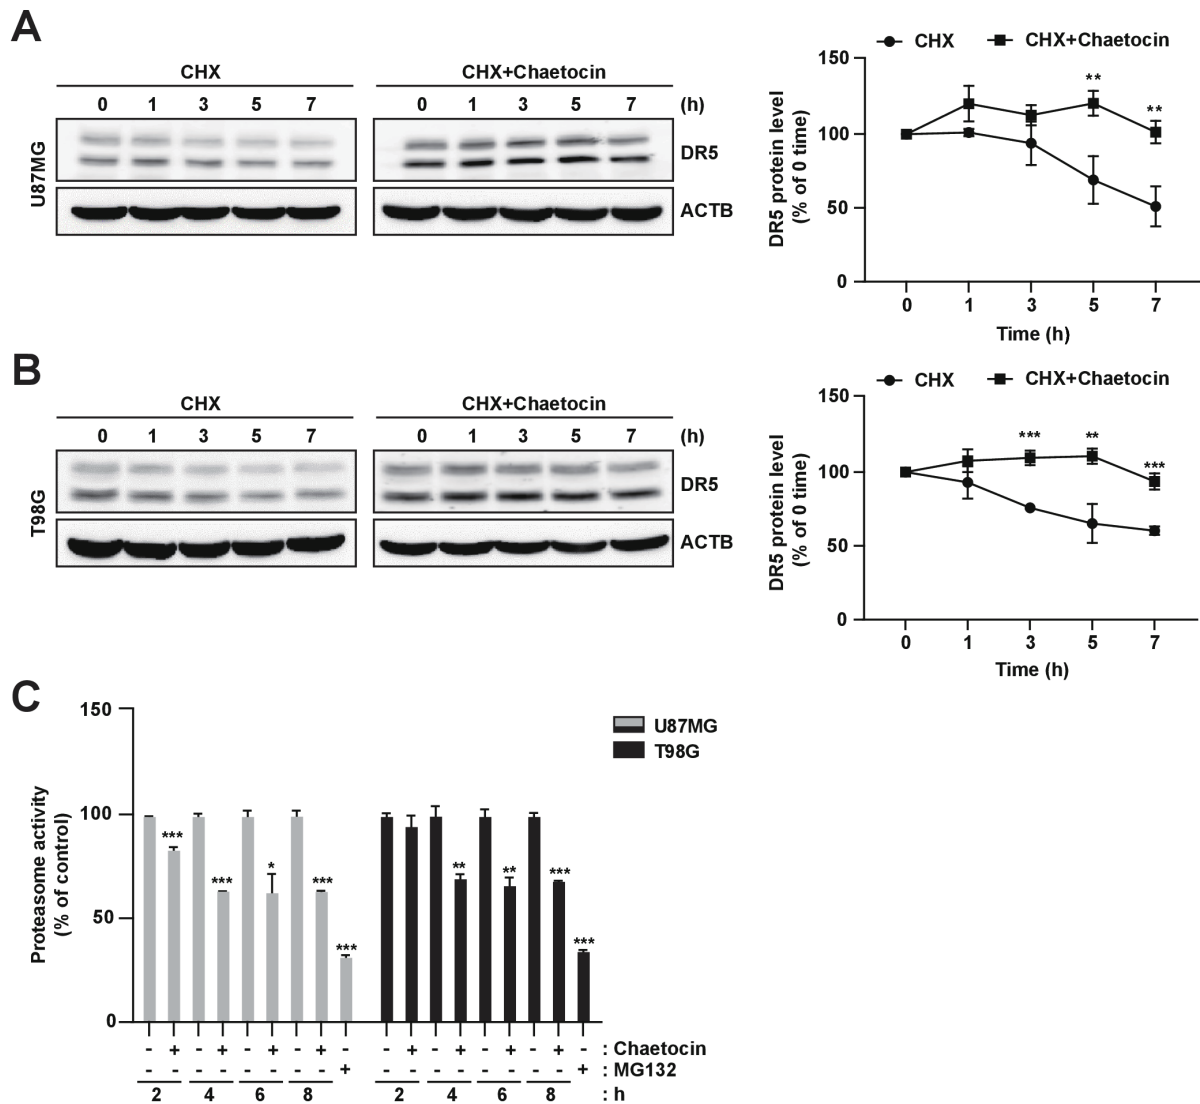 A
CHX
CHX+Chaetocin
0 1 3 5 7
0 1 3 5 7 (h)
U87MG
DR5
ACTB
CHX CHX+Chaetocin
150
100
50
0
DR5 protein level
(% of 0 time)
** **
0 1 3 5 7
Time (h)
B
CHX
CHX+Chaetocin
0 1 3 5 7
0 1 3 5 7 (h)
T98G
DR5
ACTB
CHX CHX+Chaetocin
150
100
50
0
DR5 protein level
(% of 0 time)
*** ** ***
0 1 3 5 7
Time (h)
C
150
100
50
0
Proteasome activity
(% of control)
U87MG
T98G
*** *** * *** ***
** ** *** ***
- + - + - + - + - - + - + - + - + - : Chaetocin
- - - - - - - - + - - - - - - - - + : MG132
2 4 6 8 2 4 6 8 : h